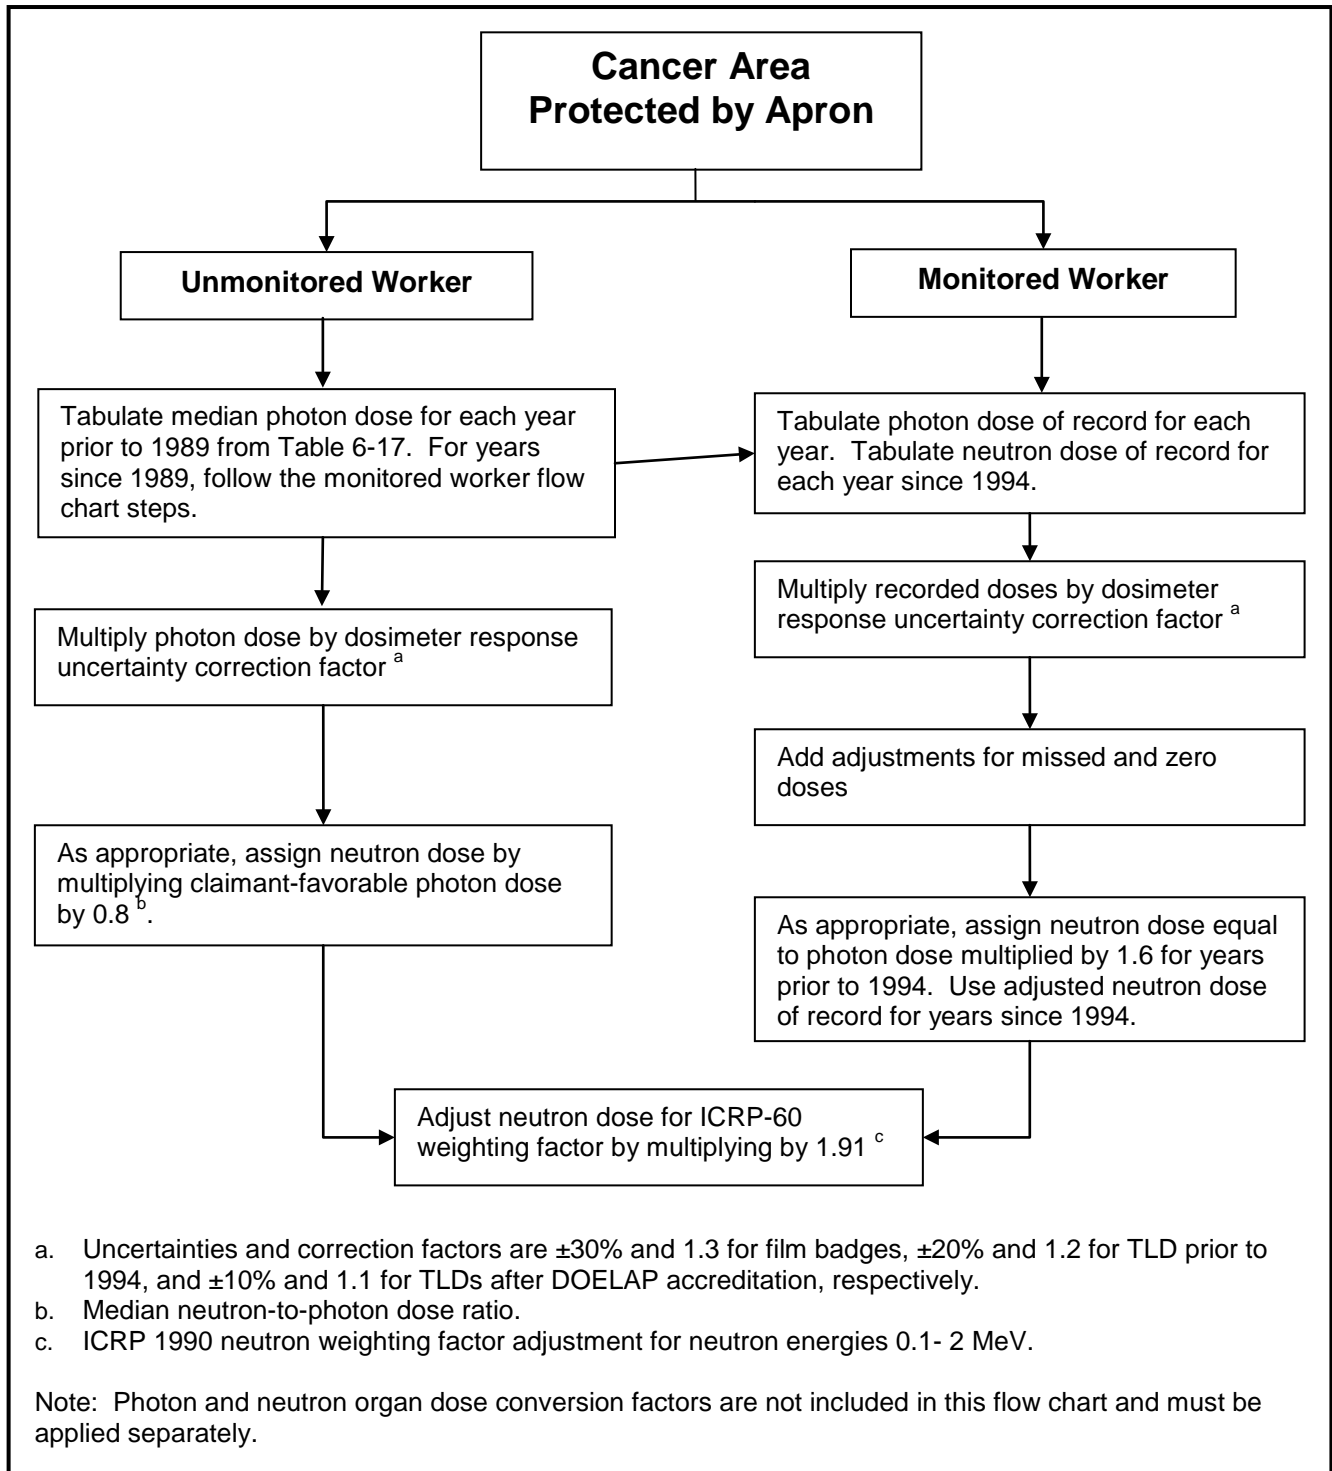 Cancer Area
Protected by Apron
Unmonitored Worker
Monitored Worker
Tabulate median photon dose for each year
prior to 1989 from Table 6-17.  For years
since 1989, follow the monitored worker flow
chart steps.
Tabulate photon dose of record for each
year.  Tabulate neutron dose of record for
each year since 1994.
Multiply photon dose by dosimeter response
uncertainty correction factor a
Multiply recorded doses by dosimeter
response uncertainty correction factor a
Add adjustments for missed and zero
doses
As appropriate, assign neutron dose by
multiplying claimant-favorable photon dose
by 0.8 b.
As appropriate, assign neutron dose equal
to photon dose multiplied by 1.6 for years
prior to 1994.  Use adjusted neutron dose
of record for years since 1994.
Adjust neutron dose for ICRP-60
weighting factor by multiplying by 1.91 c
a. Uncertainties and correction factors are ±30% and 1.3 for film badges, ±20% and 1.2 for TLD prior to
1994, and ±10% and 1.1 for TLDs after DOELAP accreditation, respectively.
b. Median neutron-to-photon dose ratio.
c. ICRP 1990 neutron weighting factor adjustment for neutron energies 0.1- 2 MeV.
Note:  Photon and neutron organ dose conversion factors are not included in this flow chart and must be
applied separately.